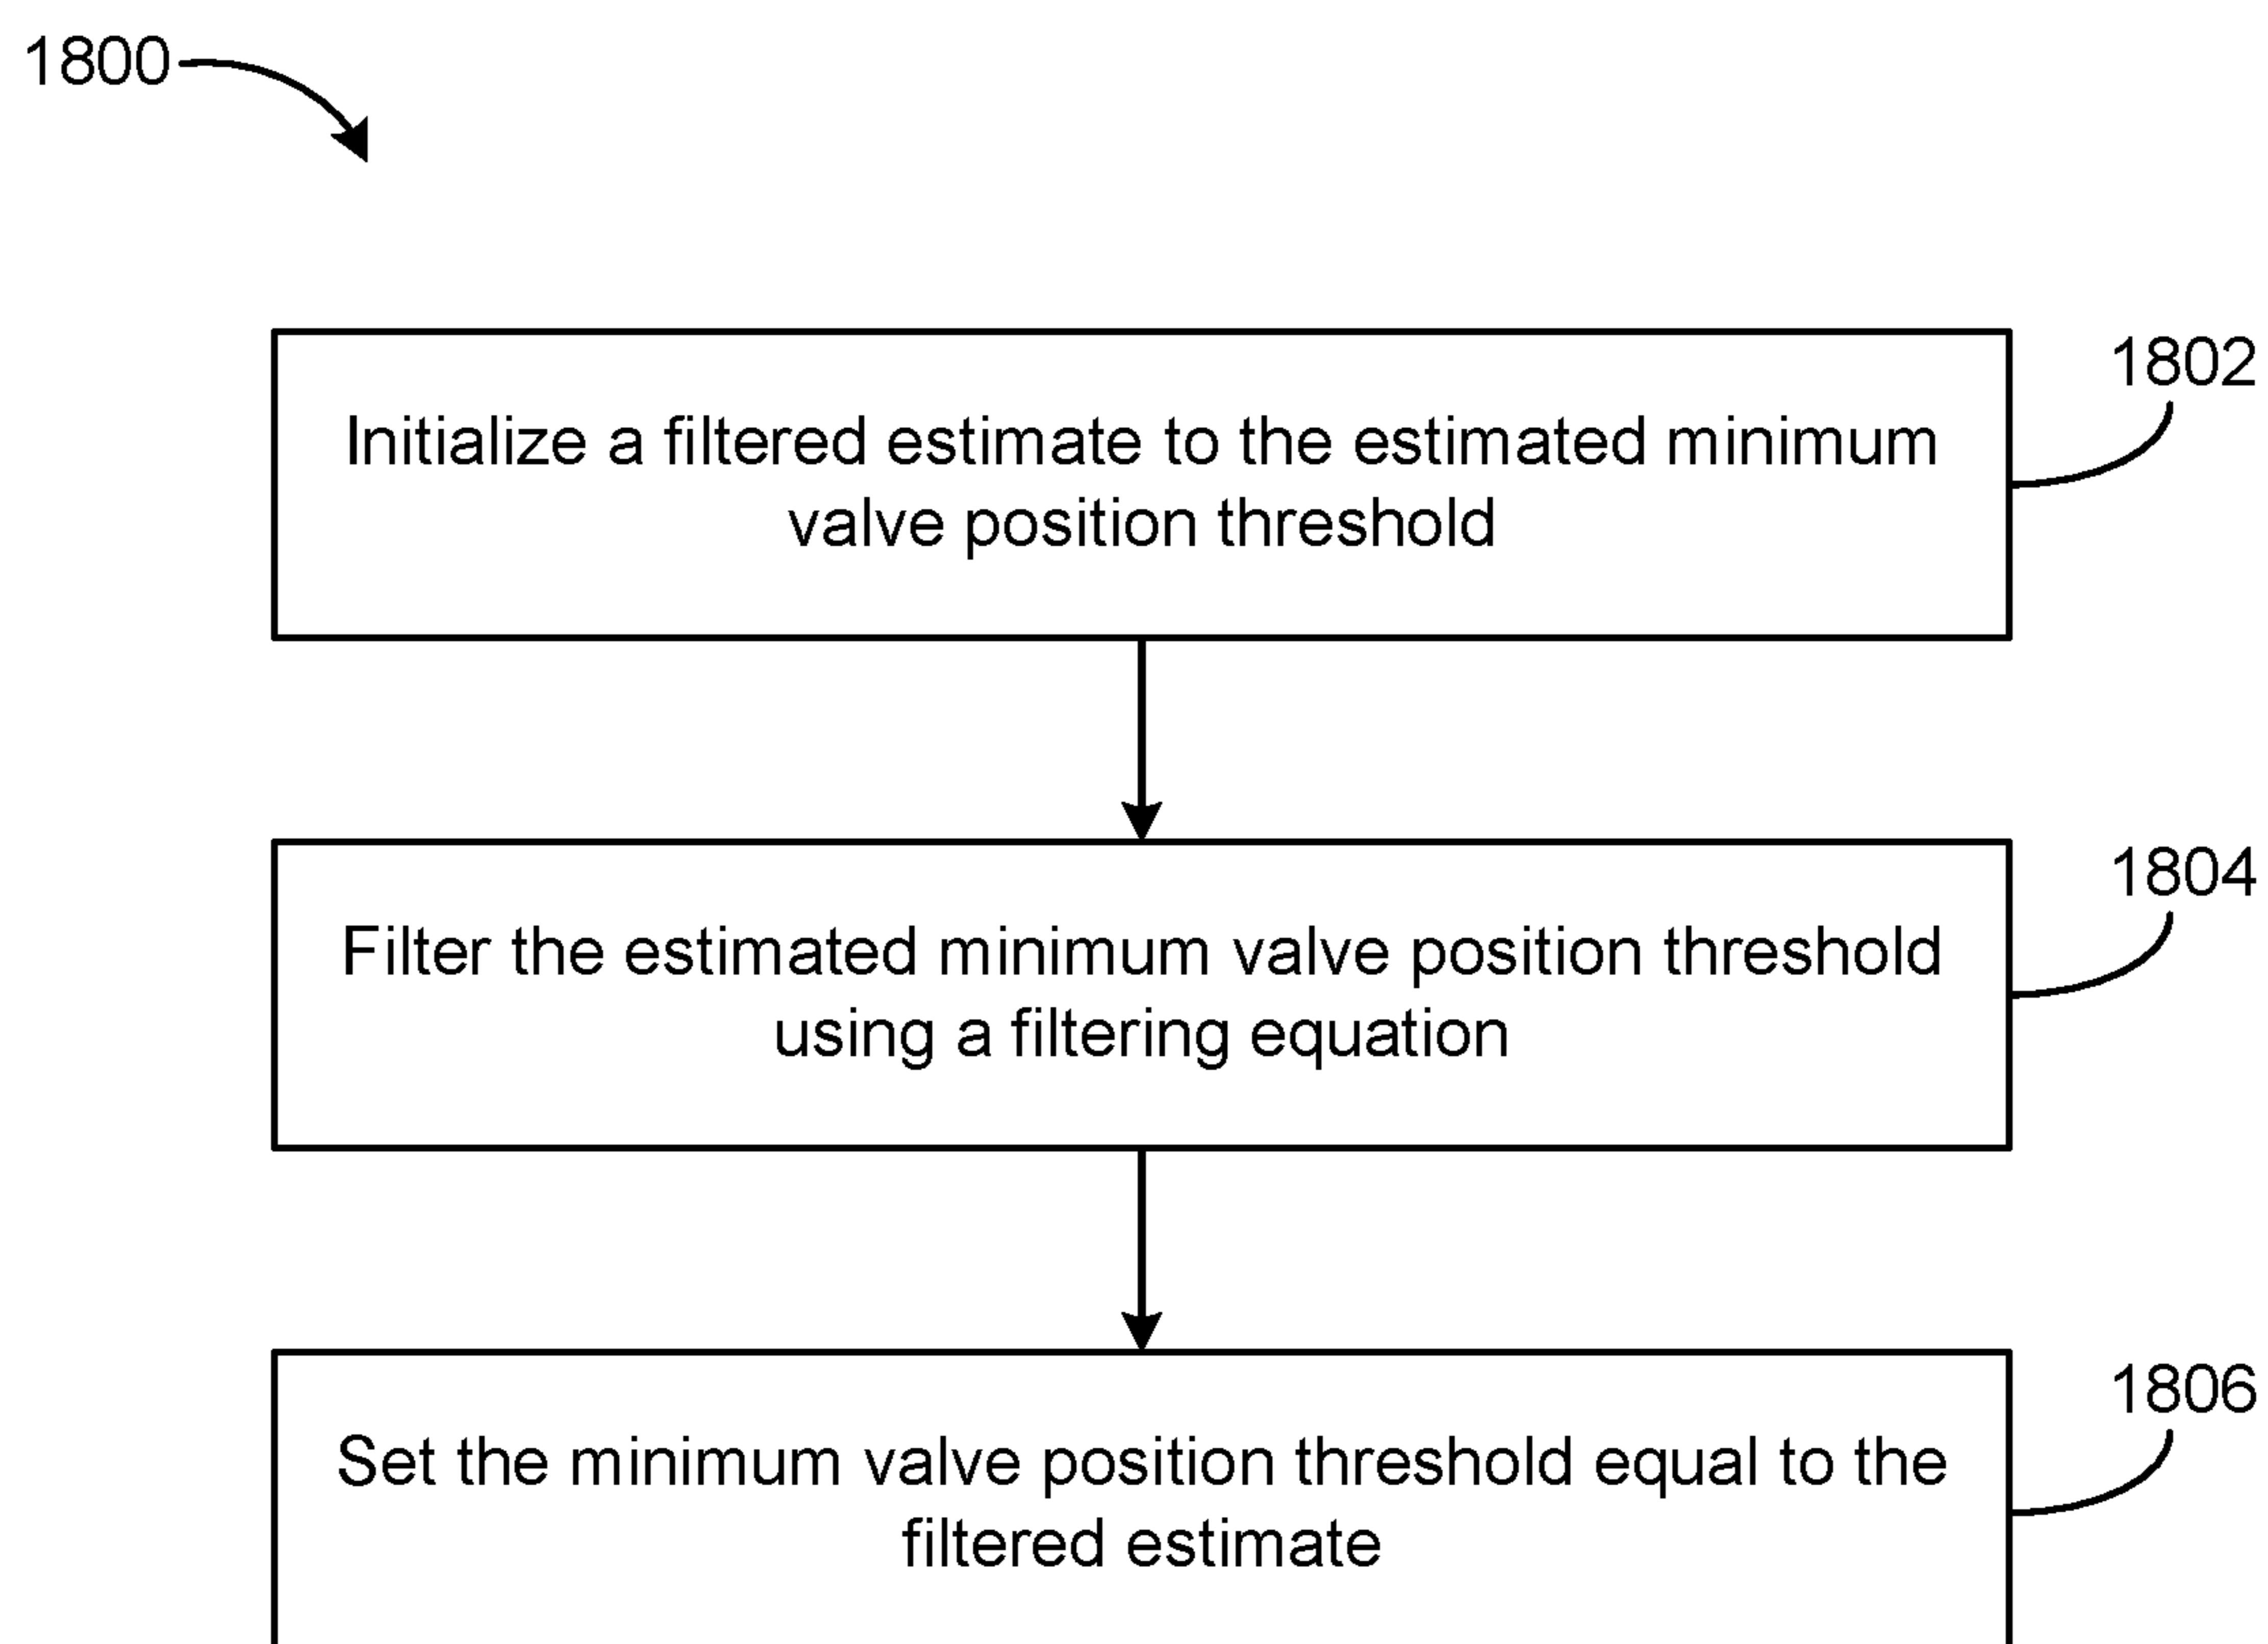 1800
1802
Initialize a filtered estimate to the estimated minimum
valve position threshold
1804
Filter the estimated minimum valve position threshold
using a filtering equation
1806
Set the minimum valve position threshold equal to the
filtered estimate